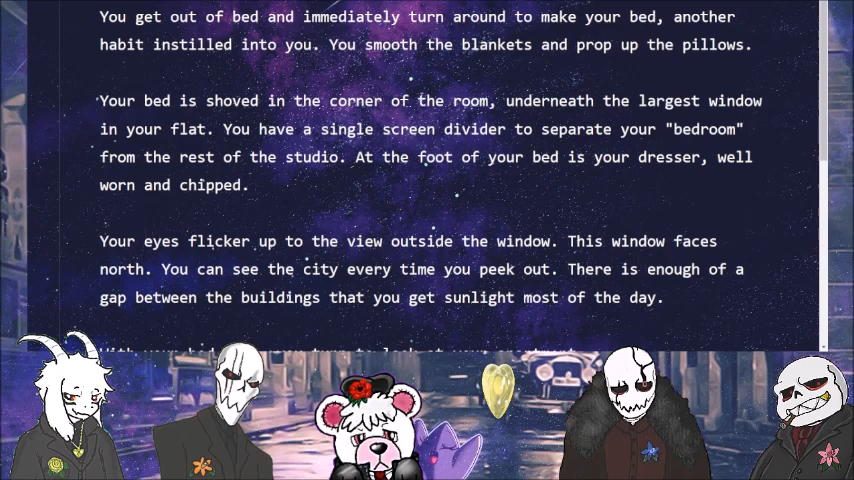 You get out of bed and immediately turn around to make your bed, another
habit instilled into you. You smooth the blankets and prop up the pillows.
Your bed is shoved in the corner of the room, underneath the largest window
in your flat. You have a single screen divider to separate your "bedroom"
from the rest of the studio. At the foot of your bed is your dresser, well
worn and chipped.
Your eyes flicker up to the view outside the window. This window faces
north. You can see the city every time you peek out. There is enough of a
gap between the buildings that you get sunlight most of the day.